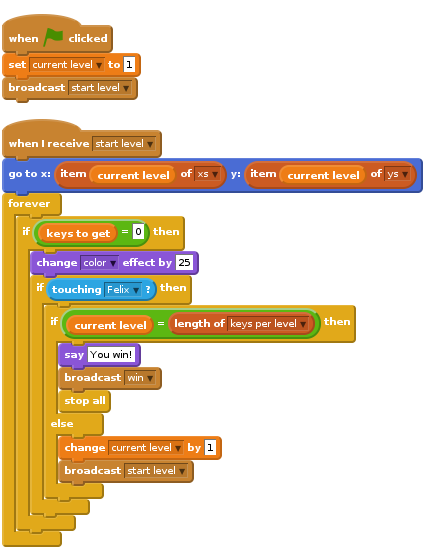 when clicked
set current level to 1
broadcast start level
when I receive start level
go to x: item current level of xs y: item current level of ys
forever
if keys to get = 0 then
change color effect by 25
if touching Felix ? then
if current level = length of keys per level then
say You win!
broadcast win
stop all
else
change current level by 1
broadcast start level